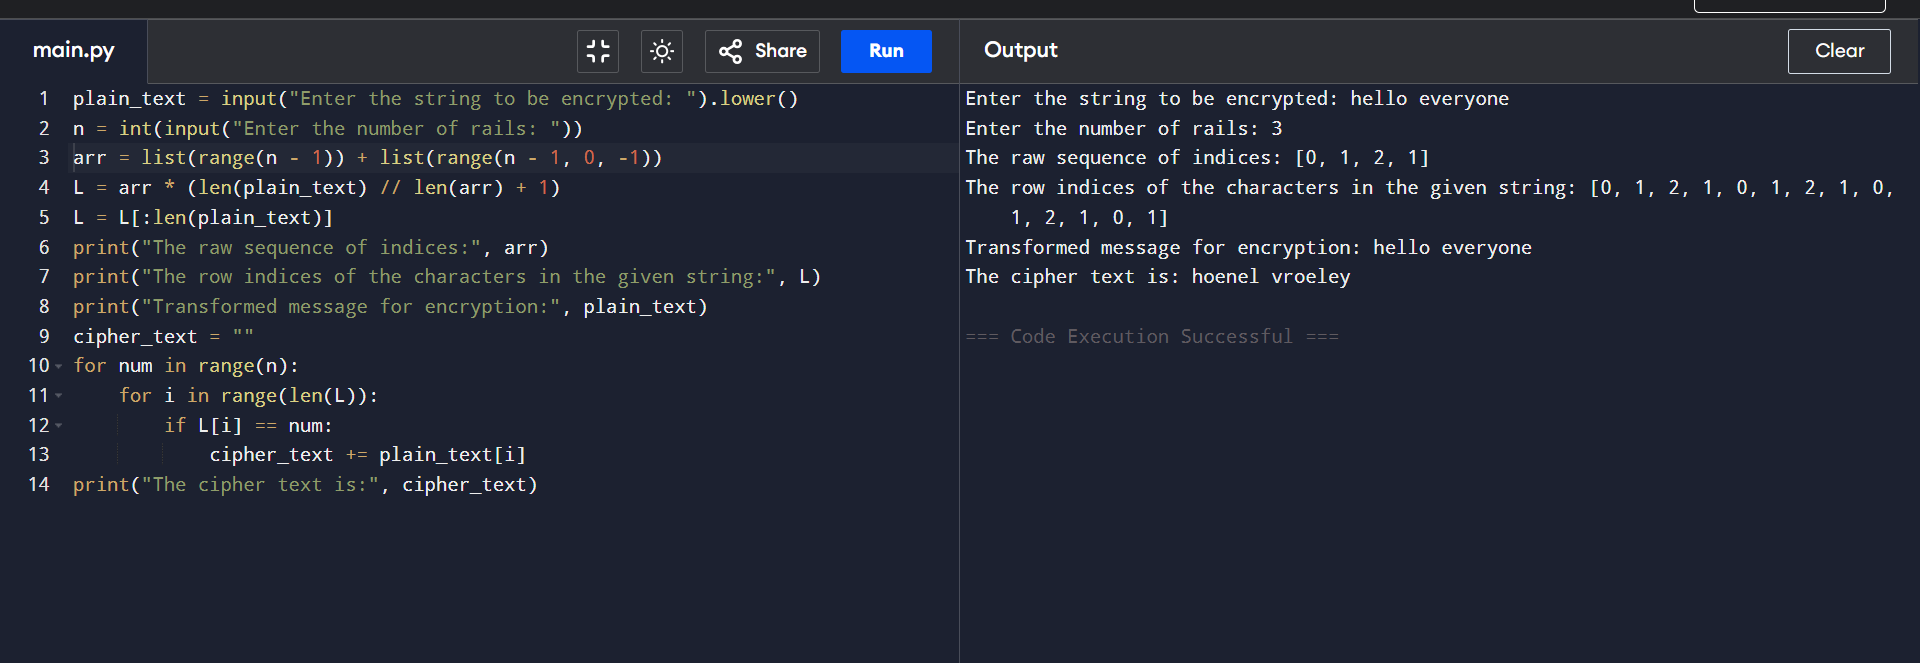 main.py
Share
Run
Output
Clear
1 plain_text = input("Enter the string to be encrypted: ").lower()
2 n = int(input("Enter the number of rails: "))
3 arr = list(range(n - 1)) + list(range(n - 1, 0, -1))
4 L = arr * (len(plain_text) // len(arr) + 1)
5 L = L[:len(plain_text)]
6 print("The raw sequence of indices:", arr)
7 print("The row indices of the characters in the given string:", L)
8 print("Transformed message for encryption:", plain_text)
9 cipher_text = ""
10 for num in range(n):
11     for i in range(len(L)):
12         if L[i] == num:
13             cipher_text += plain_text[i]
14 print("The cipher text is:", cipher_text)
Enter the string to be encrypted: hello everyone
Enter the number of rails: 3
The raw sequence of indices: [0, 1, 2, 1]
The row indices of the characters in the given string: [0, 1, 2, 1, 0, 1, 2, 1, 0,
    1, 2, 1, 0, 1]
Transformed message for encryption: hello everyone
The cipher text is: hoenel vroeley
=== Code Execution Successful ===